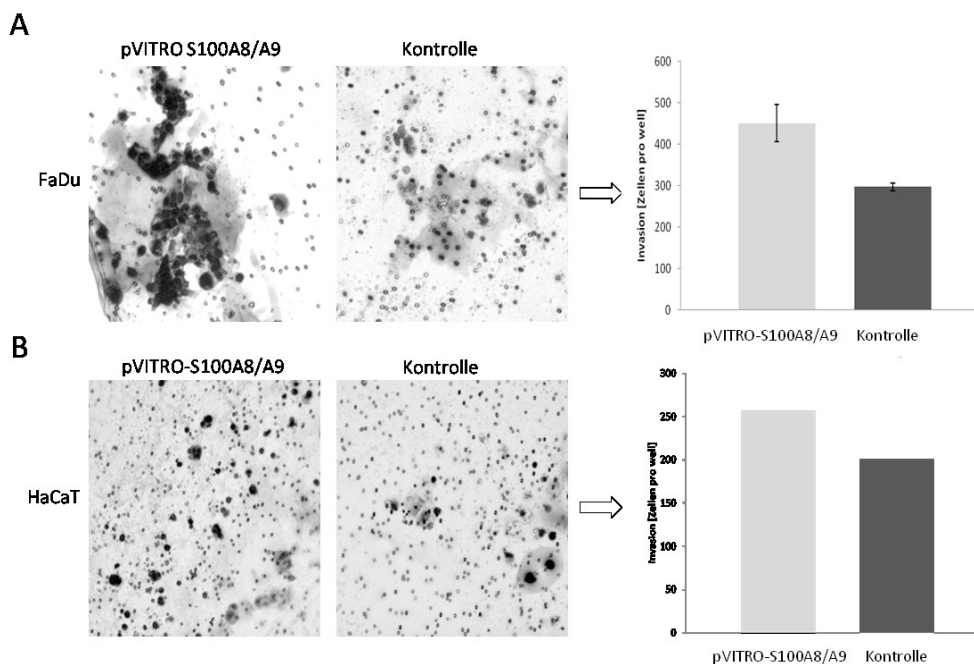 A
pVITRO S100A8/A9
Kontrolle
FaDu
Invasion [Zellen pro well]
600
500
400
300
200
100
0
pVITRO-S100A8/A9
Kontrolle
B
pVITRO-S100A8/A9
Kontrolle
HaCaT
Invasion [Zellen pro well]
300
250
200
150
100
50
0
pVITRO-S100A8/A9
Kontrolle